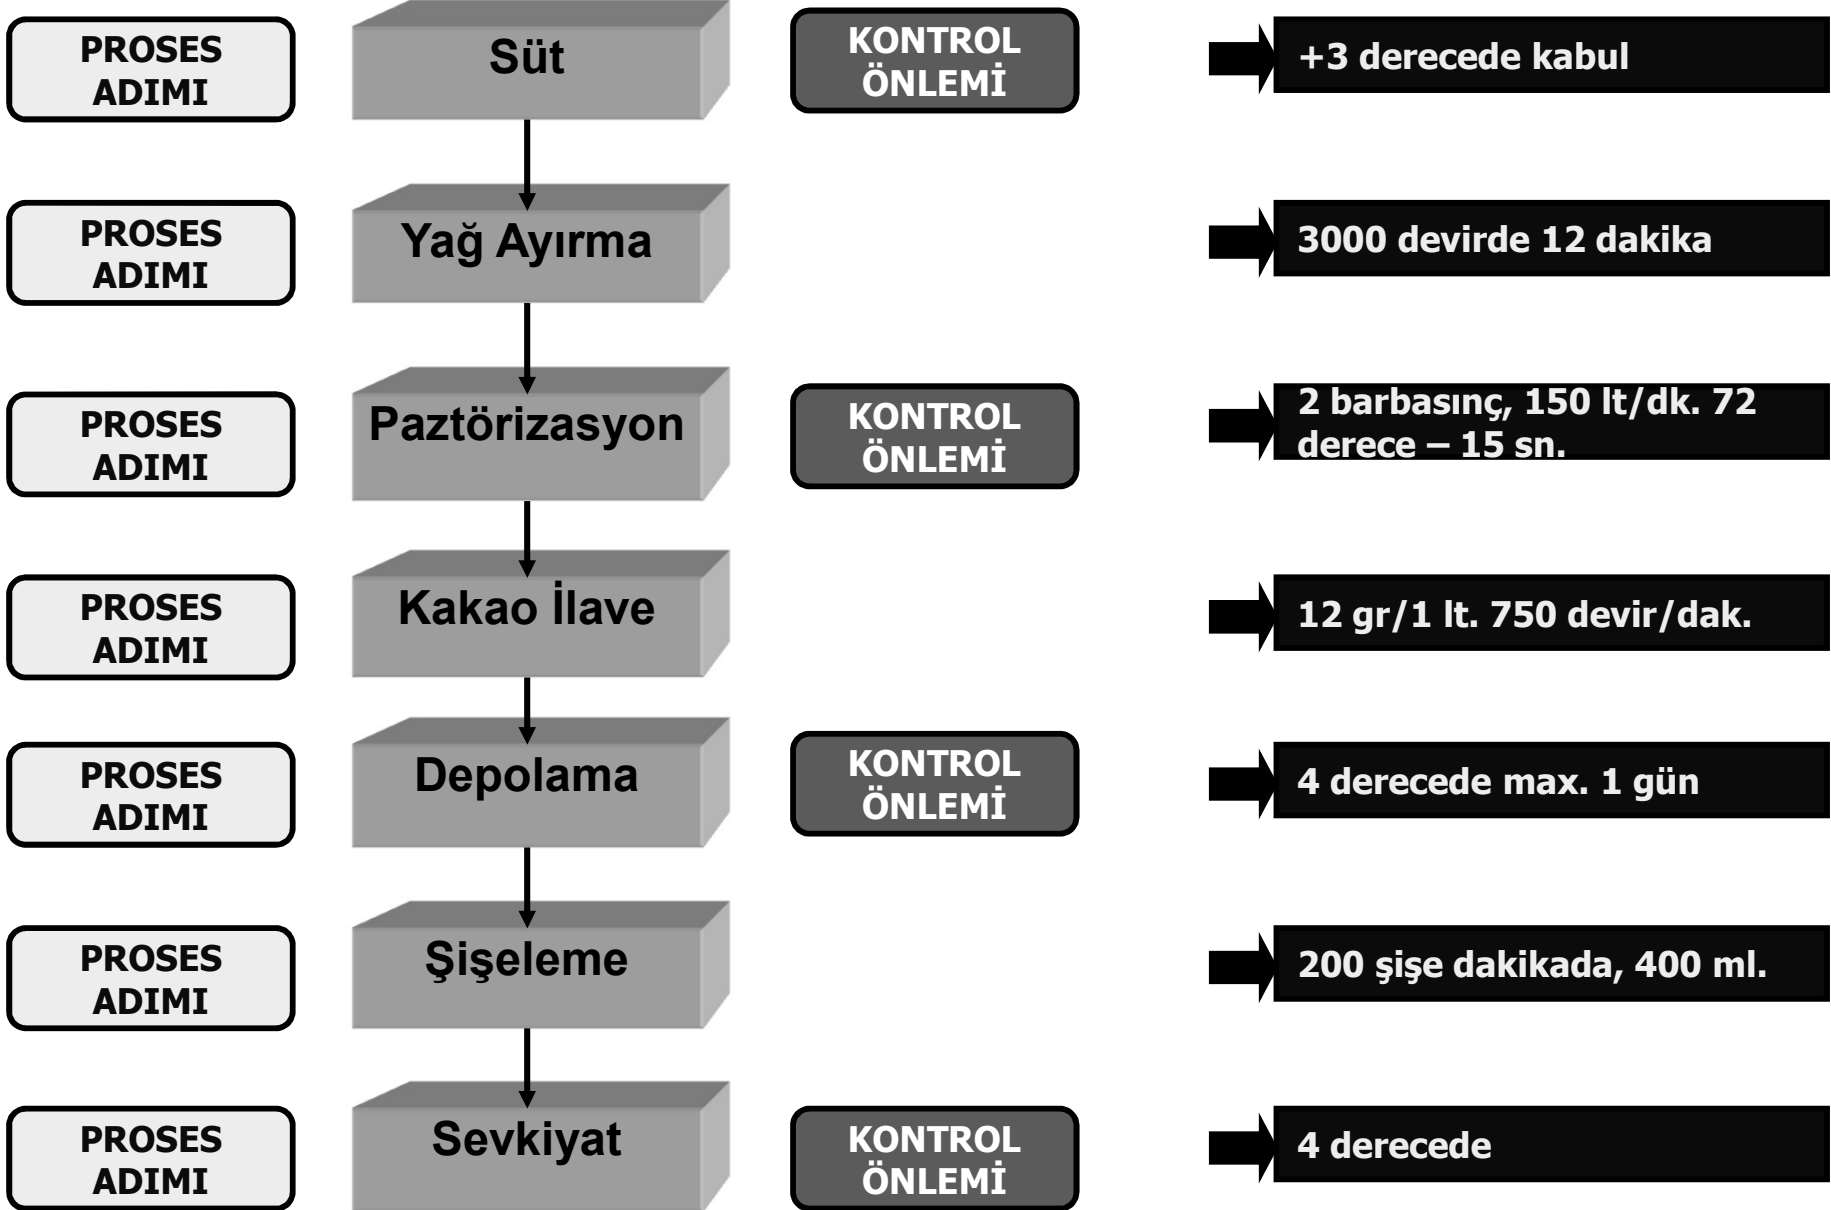 PROSES
ADIMI
Süt
KONTROL
ÖNLEMİ
+3 derecede kabul
PROSES
ADIMI
Yağ Ayırma
3000 devirde 12 dakika
PROSES
ADIMI
Paztörizasyon
KONTROL
ÖNLEMİ
2 barbasınç, 150 lt/dk. 72
derece – 15 sn.
PROSES
ADIMI
Kakao İlave
12 gr/1 lt. 750 devir/dak.
PROSES
ADIMI
Depolama
KONTROL
ÖNLEMİ
4 derecede max. 1 gün
PROSES
ADIMI
Şişeleme
200 şişe dakikada, 400 ml.
PROSES
ADIMI
Sevkiyat
KONTROL
ÖNLEMİ
4 derecede